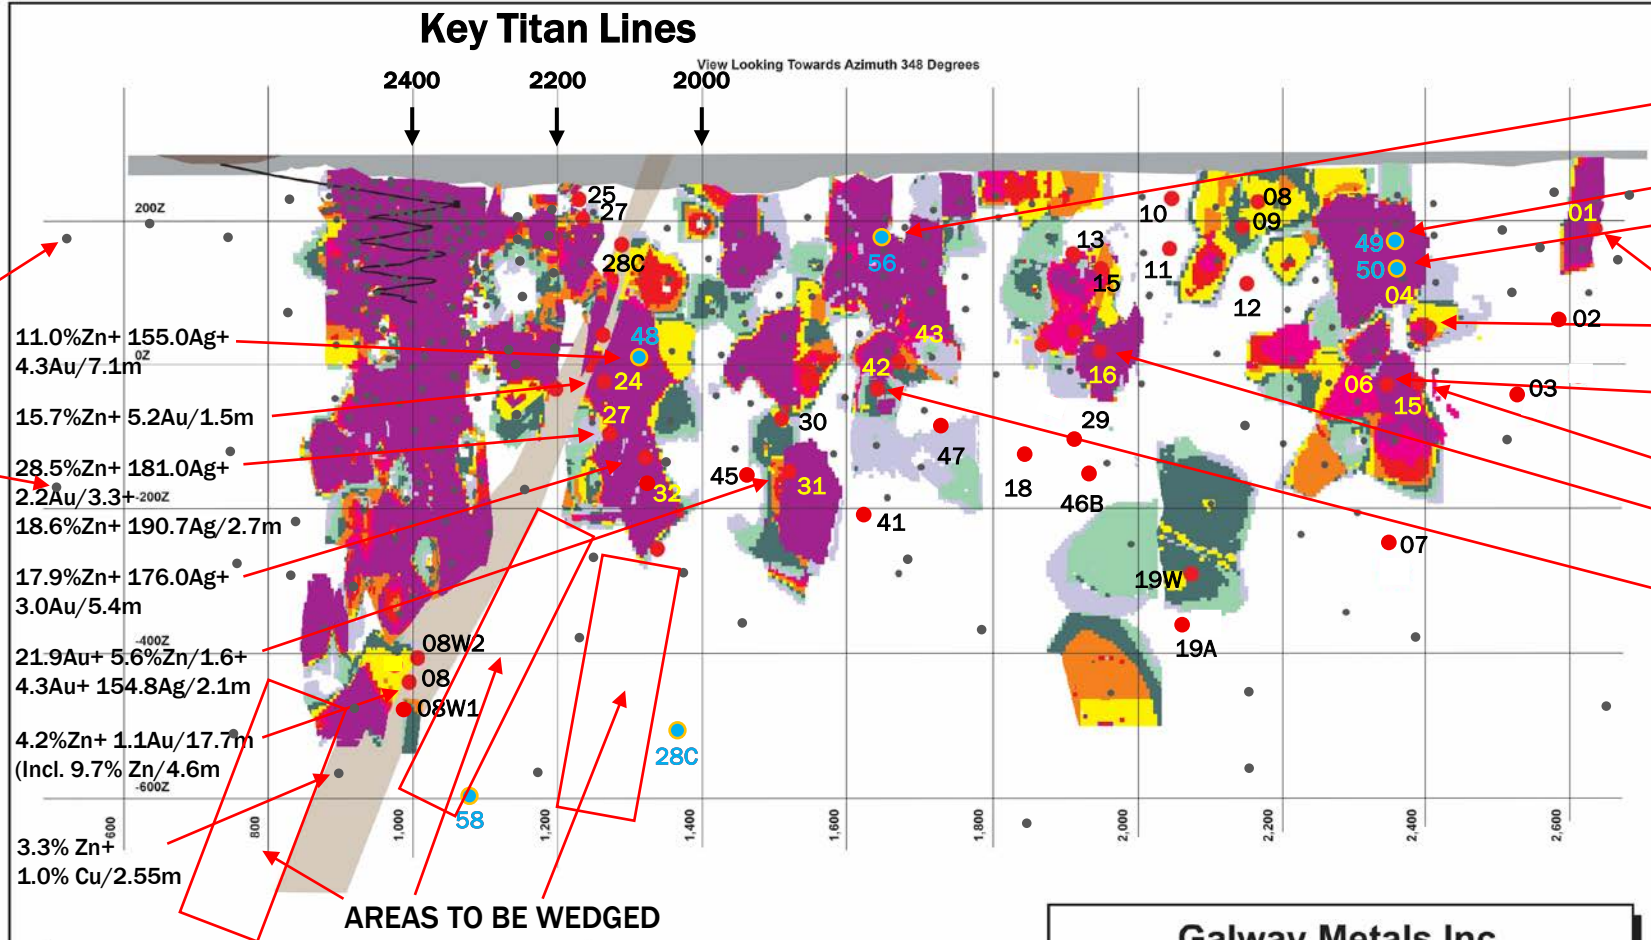 Key Titan Lines
View Looking Towards Azimuth 348 Degrees
2400
2200
2000
200Z
0Z
-200Z
-400Z
-600Z
11.0%Zn+ 155.0Ag+
4.3Au/7.1m
15.7%Zn+ 5.2Au/1.5m
28.5%Zn+ 181.0Ag+
2.2Au/3.3+
18.6%Zn+ 190.7Ag/2.7m
17.9%Zn+ 176.0Ag+
3.0Au/5.4m
21.9Au+ 5.6%Zn/1.6+
4.3Au+ 154.8Ag/2.1m
4.2%Zn+ 1.1Au/17.7m
(Incl. 9.7% Zn/4.6m
3.3% Zn+
1.0% Cu/2.55m
25
27
28C
48
24
27
32
08W2
08
08W1
58
28C
45
30
31
56
43
42
41
47
18
13
15
16
29
46B
10
11
08
09
12
19W
19A
49
50
04
06
15
01
02
03
07
600
800
1,000
1,200
1,400
1,600
1,800
2,000
2,200
2,400
2,600
AREAS TO BE WEDGED
Galway Metals Inc